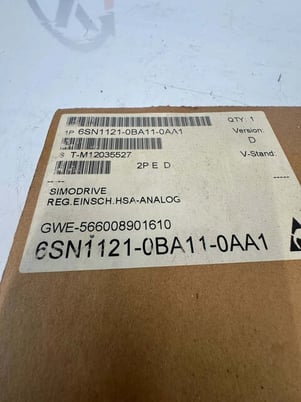 QTY: 1
1P 6SN1121-0BA11-0AA1
Version:
D
S T-M12035527
V-Stand:
2P E D
SIMODRIVE
REG.EINSCH.HSA-ANALOG
GWE-566008901610
6SN1121-0BA11-0AA1